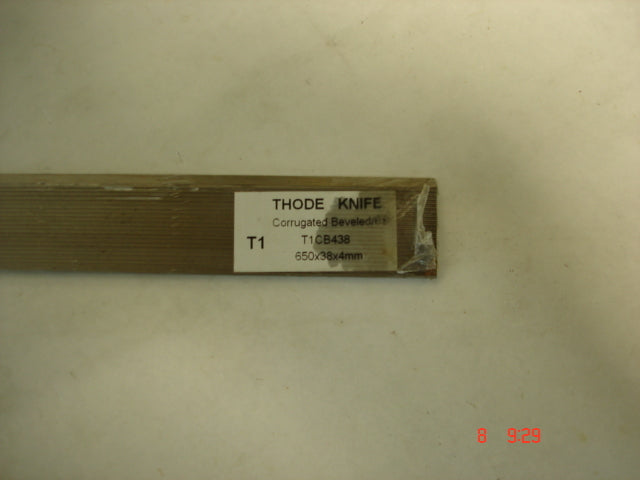 THODE KNIFE
Corrugated Beveled
T1
T1CB438
650x38x4mm
8 9:29